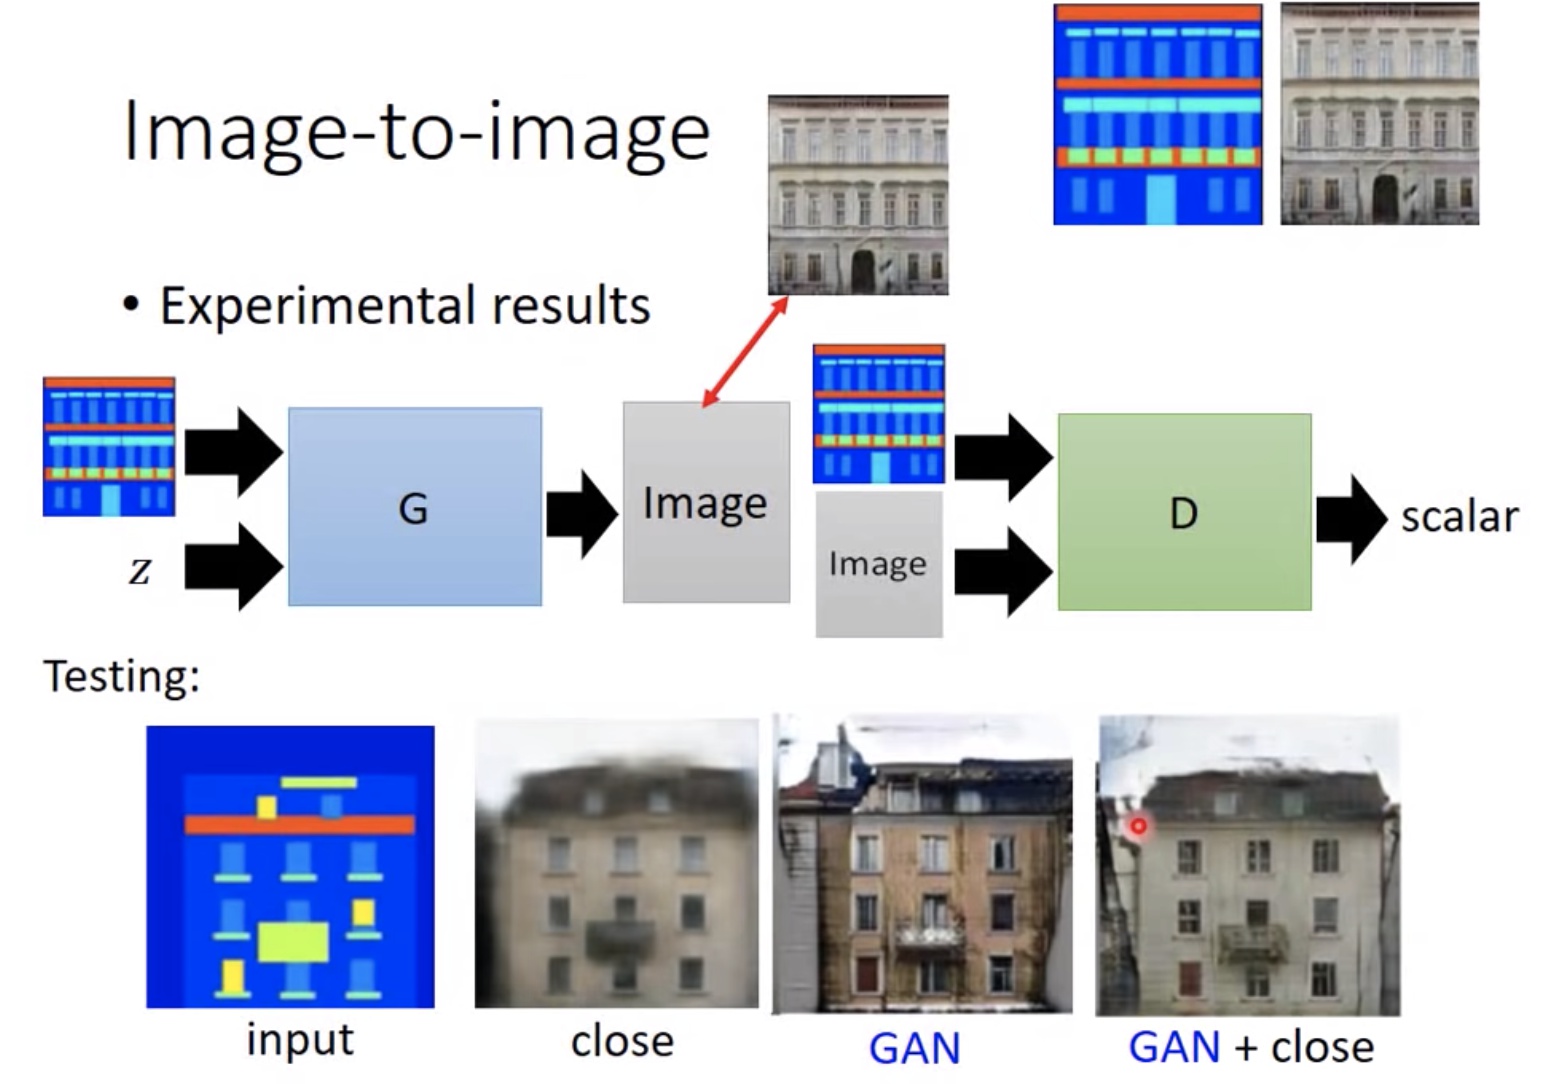 Image-to-image
• Experimental results
G
Image
Image
D
scalar
z
Testing:
input
close
GAN
GAN + close